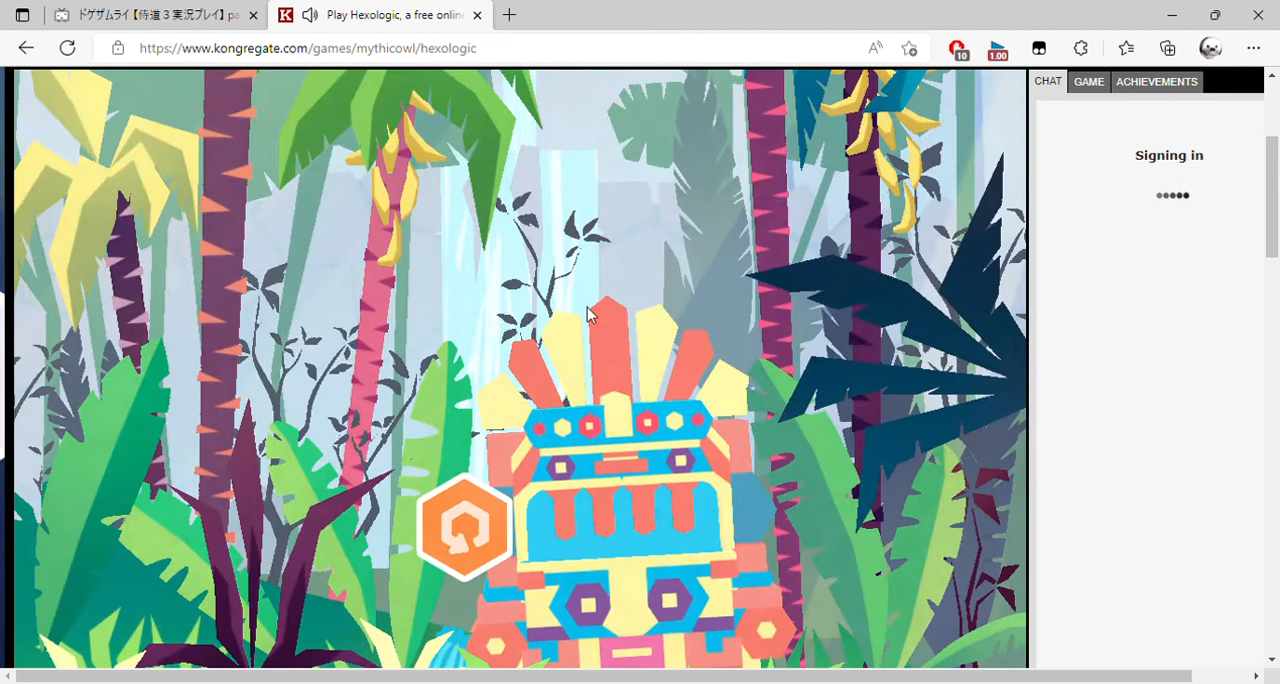 ドゲザムライ【侍道３実況プレイ】pa
Play Hexologic, a free online
https://www.kongregate.com/games/mythicowl/hexologic
10
1.00
CHAT GAME ACHIEVEMENTS
Signing in